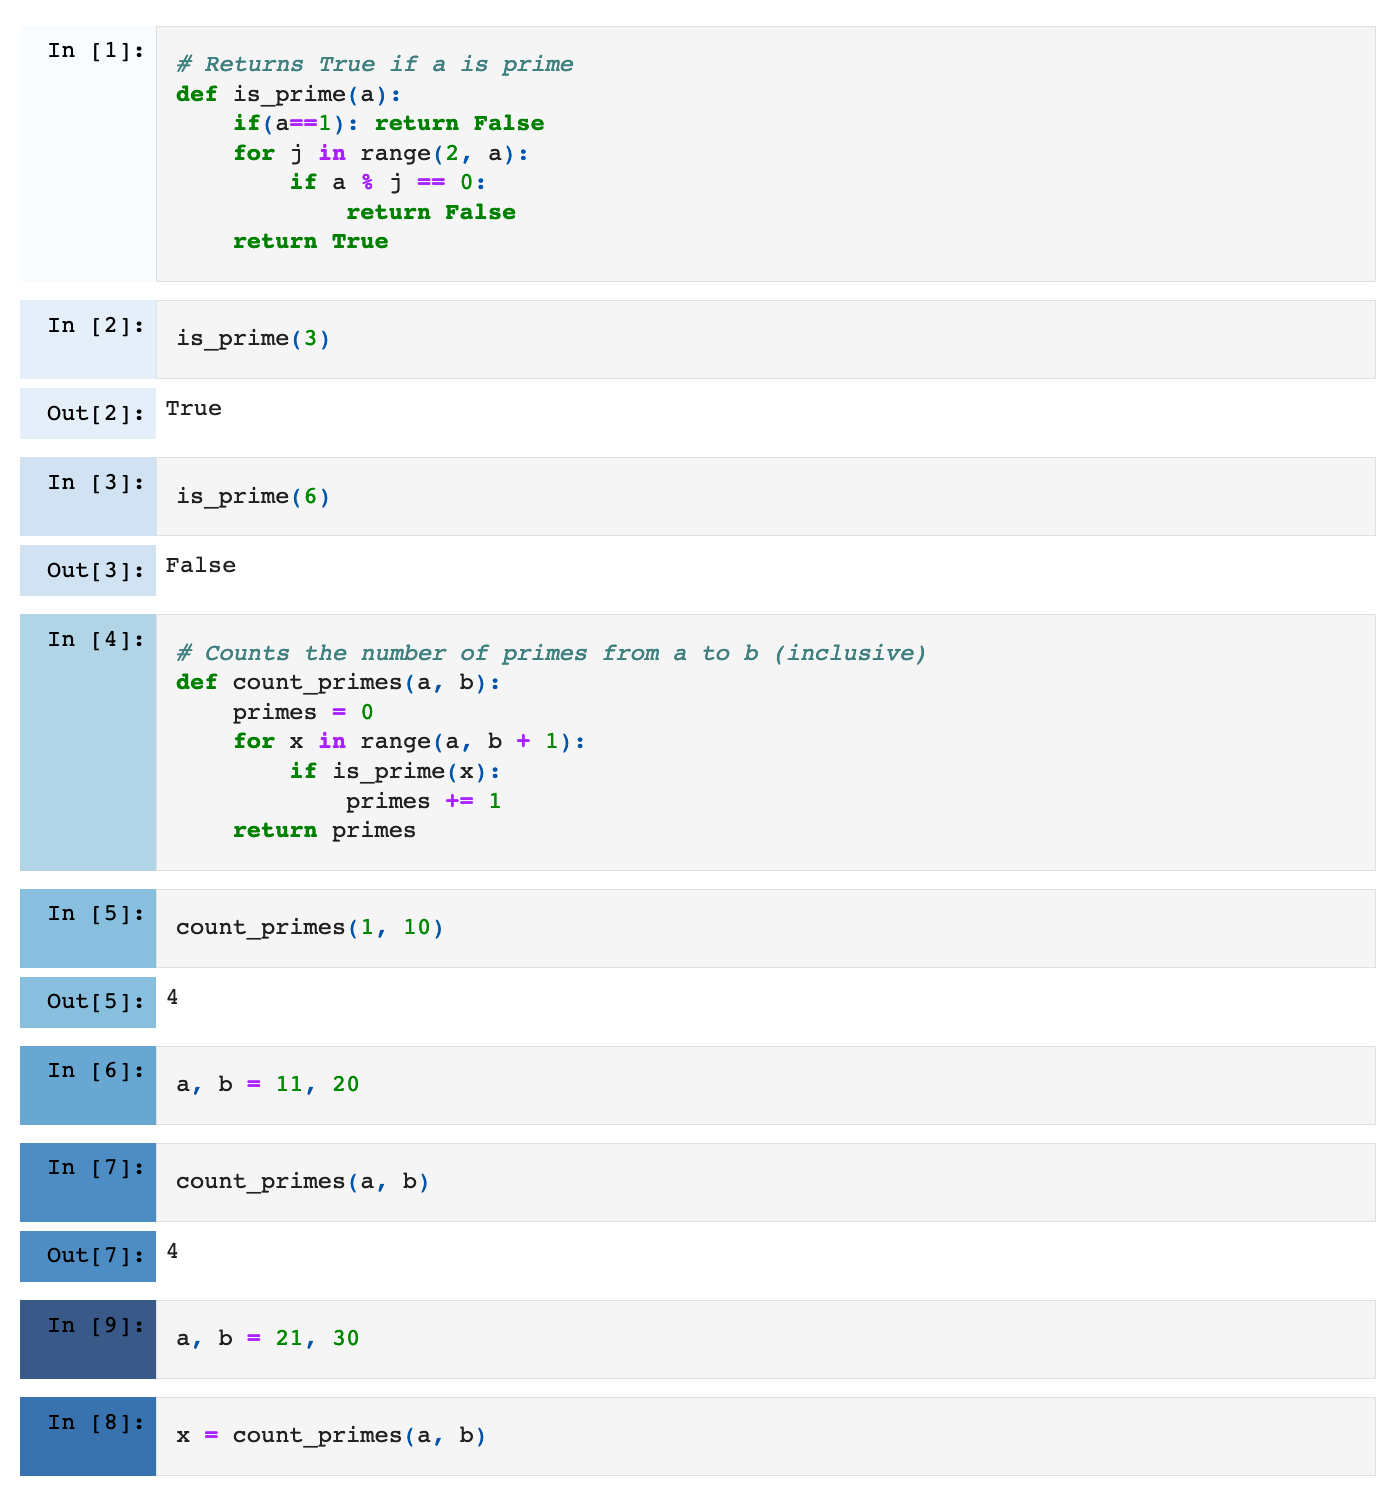 In [1]:
# Returns True if a is prime
def is_prime(a):
    if(a==1): return False
    for j in range(2, a):
        if a % j == 0:
            return False
    return True
In [2]:
is_prime(3)
Out[2]:
True
In [3]:
is_prime(6)
Out[3]:
False
In [4]:
# Counts the number of primes from a to b (inclusive)
def count_primes(a, b):
    primes = 0
    for x in range(a, b + 1):
        if is_prime(x):
            primes += 1
    return primes
In [5]:
count_primes(1, 10)
Out[5]:
4
In [6]:
a, b = 11, 20
In [7]:
count_primes(a, b)
Out[7]:
4
In [9]:
a, b = 21, 30
In [8]:
x = count_primes(a, b)